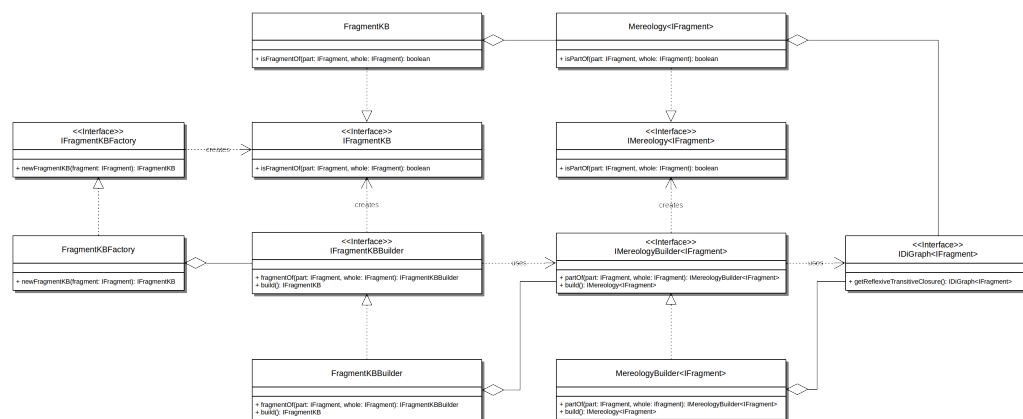 FragmentKB
+ isFragmentOf(part: IFragment, whole: IFragment): boolean
Mereology<IFragment>
+ isPartOf(part: IFragment, whole: IFragment): boolean
<<Interface>>
IFragmentKBFactory
+ newFragmentKB(fragment: IFragment): IFragmentKB
creates
<<Interface>>
IFragmentKB
+ isFragmentOf(part: IFragment, whole: IFragment): boolean
<<Interface>>
IMereology<IFragment>
+ isPartOf(part: IFragment, whole: IFragment): boolean
creates
creates
FragmentKBFactory
+ newFragmentKB(fragment: IFragment): IFragmentKB
<<Interface>>
IFragmentKBBuilder
+ fragmentOf(part: IFragment, whole: IFragment): IFragmentKBBuilder
+ build(): IFragmentKB
uses
<<Interface>>
IMereologyBuilder<IFragment>
+ partOf(part: IFragment, whole: IFragment): IMereologyBuilder<IFragment>
+ build(): IMereology<IFragment>
uses
<<Interface>>
IDiGraph<IFragment>
+ getReflexiveTransitiveClosure(): IDiGraph<IFragment>
FragmentKBBuilder
+ fragmentOf(part: IFragment, whole: IFragment): IFragmentKBBuilder
+ build(): IFragmentKB
MereologyBuilder<IFragment>
+ partOf(part: IFragment, whole: Ifragment): IMereologyBuilder<IFragment>
+ build(): IMereology<IFragment>